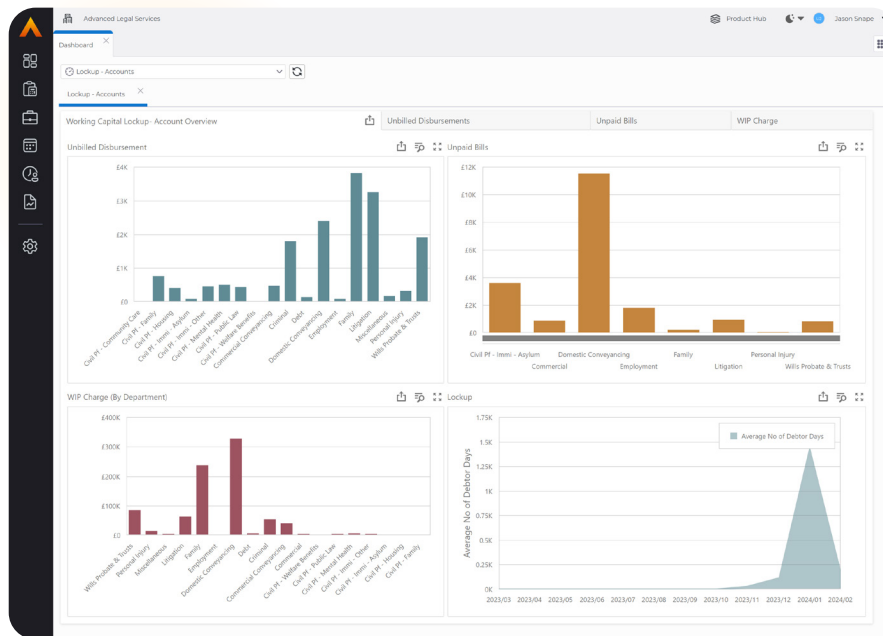 Advanced Legal Services
Product Hub
Jason Snape
Dashboard
Lockup - Accounts
Lockup - Accounts
Working Capital Lockup- Account Overview
Unbilled Disbursements
Unpaid Bills
WIP Charge
Unbilled Disbursement
£4K
£3K
£2K
£1K
£0
Civil Pf - Community Care
Civil Pf - Family
Civil Pf - Housing
Civil Pf - Immi - Asylum
Civil Pf - Immi - Other
Civil Pf - Mental Health
Civil Pf - Public Law
Civil Pf - Welfare Benefits
Commercial Conveyancing
Criminal
Debt
Domestic Conveyancing
Employment
Family
Litigation
Miscellaneous
Personal Injury
Wills Probate & Trusts
Unpaid Bills
£12K
£10K
£8K
£6K
£4K
£2K
£0
Civil Pf - Immi - Asylum
Domestic Conveyancing
Family
Personal Injury
Commercial
Employment
Litigation
Wills Probate & Trusts
WIP Charge (By Department)
£400K
£300K
£200K
£100K
£0
Wills Probate & Trusts
Personal Injury
Miscellaneous
Litigation
Family
Employment
Domestic Conveyancing
Debt
Criminal
Commercial Conveyancing
Commercial
Civil Pf - Welfare Benefits
Civil Pf - Public Law
Civil Pf - Mental Health
Civil Pf - Immi - Other
Civil Pf - Immi - Asylum
Civil Pf - Housing
Civil Pf - Family
Lockup
Average No of Debtor Days
1.75K
1.5K
1.25K
1K
0.75K
0.5K
0.25K
0K
Average No of Debtor Days
2023/03
2023/04
2023/05
2023/06
2023/07
2023/08
2023/09
2023/10
2023/11
2023/12
2024/01
2024/02